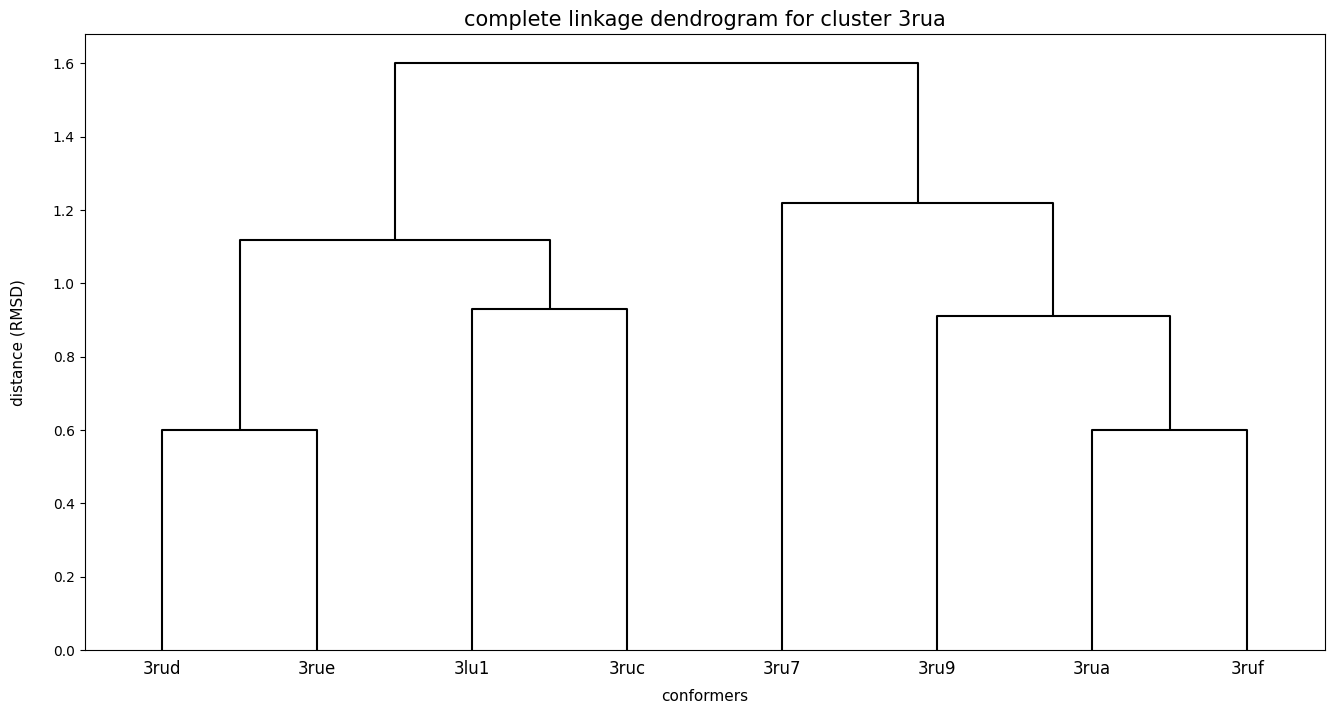 complete linkage dendrogram for cluster 3rua
1.6
1.4
1.2
1.0
0.8
0.6
0.4
0.2
0.0
distance (RMSD)
3rud 3rue 3lu1 3ruc 3ru7 3ru9 3rua 3ruf
conformers